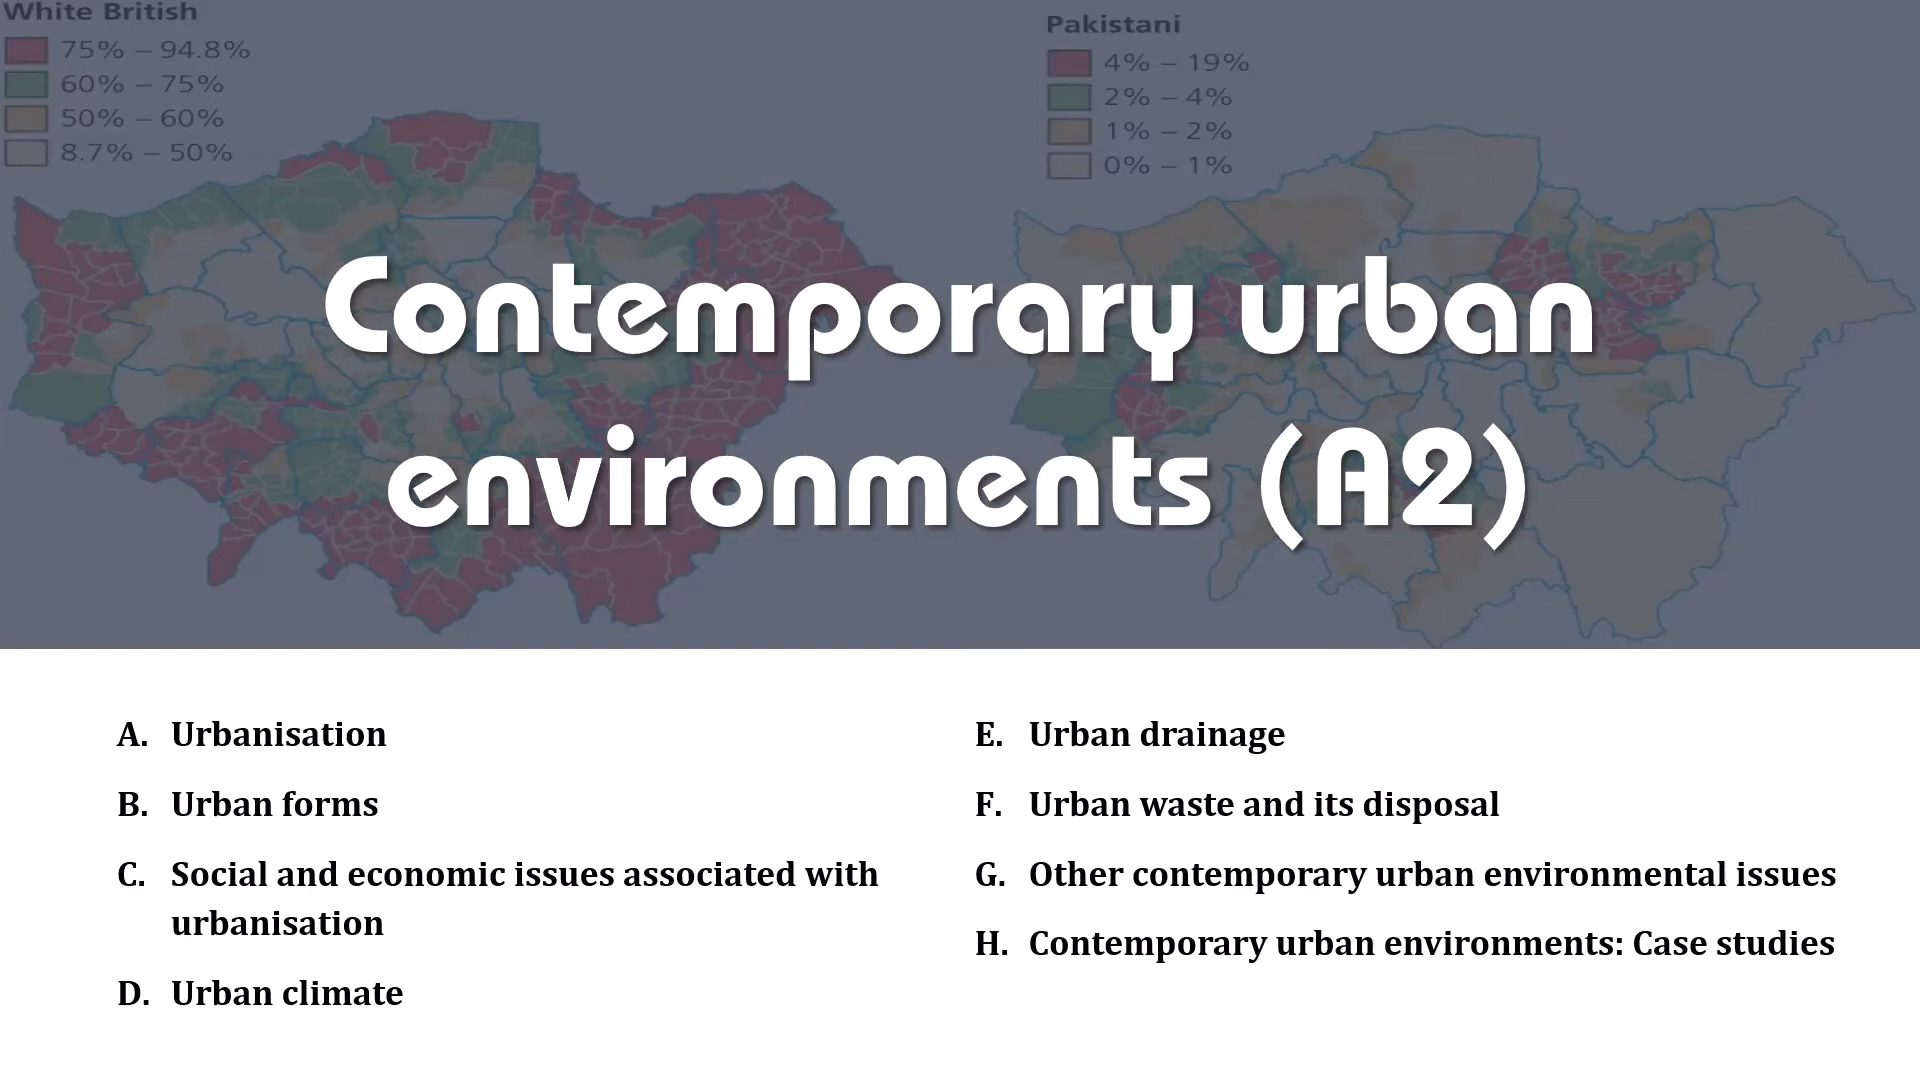 White British
75% – 94.8%
60% – 75%
50% – 60%
8.7% – 50%
Pakistani
4% – 19%
2% – 4%
1% – 2%
0% – 1%
Contemporary urban
environments (A2)
A. Urbanisation
B. Urban forms
C. Social and economic issues associated with
urbanisation
D. Urban climate
E. Urban drainage
F. Urban waste and its disposal
G. Other contemporary urban environmental issues
H. Contemporary urban environments: Case studies